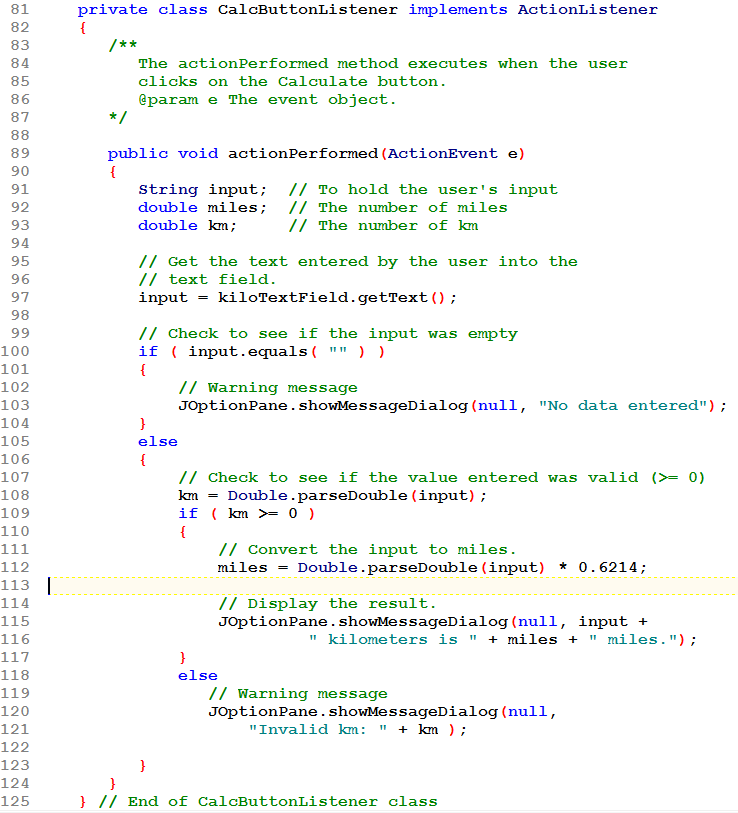 81 private class CalcButtonListener implements ActionListener
82 {
83 /**
84 The actionPerformed method executes when the user
85 clicks on the Calculate button.
86 @param e The event object.
87 */
88
89 public void actionPerformed(ActionEvent e)
90 {
91 String input; // To hold the user's input
92 double miles; // The number of miles
93 double km; // The number of km
94
95 // Get the text entered by the user into the
96 // text field.
97 input = kiloTextField.getText();
98
99 // Check to see if the input was empty
100 if ( input.equals( "" ) )
101 {
102 // Warning message
103 JOptionPane.showMessageDialog(null, "No data entered");
104 }
105 else
106 {
107 // Check to see if the value entered was valid (>= 0)
108 km = Double.parseDouble(input);
109 if ( km >= 0 )
110 {
111 // Convert the input to miles.
112 miles = Double.parseDouble(input) * 0.6214;
113
114 // Display the result.
115 JOptionPane.showMessageDialog(null, input +
116 " kilometers is " + miles + " miles.");
117 }
118 else
119 // Warning message
120 JOptionPane.showMessageDialog(null,
121 "Invalid km: " + km );
122
123 }
124 }
125 } // End of CalcButtonListener class